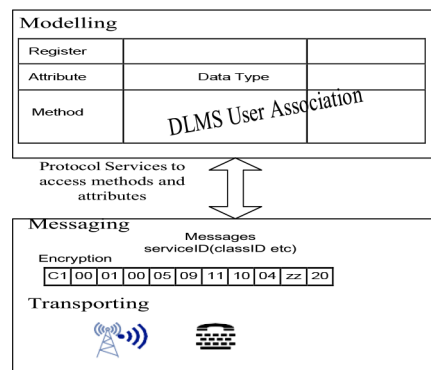 Modelling
Register
Attribute Data Type
Method
DLMS User Association
Protocol Services to
access methods and
attributes
Messaging
Messages
serviceID(classID etc)
Encryption
C1 00 01 00 05 09 11 10 04 zz 20
Transporting